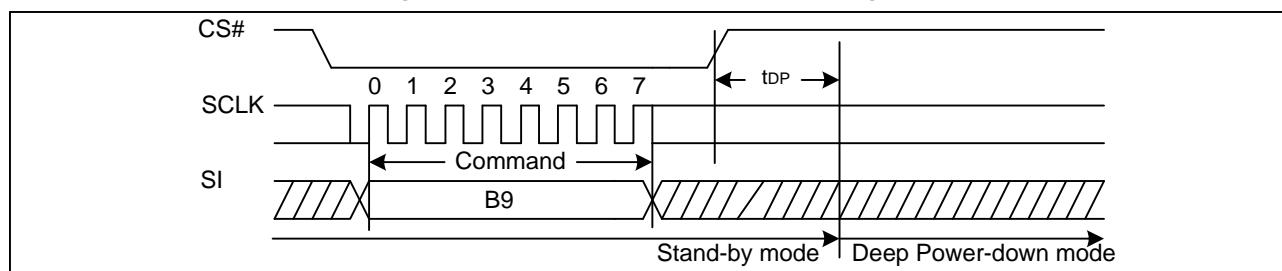 CS#
tDP
0 1 2 3 4 5 6 7
SCLK
Command
SI
B9
Stand-by mode Deep Power-down mode